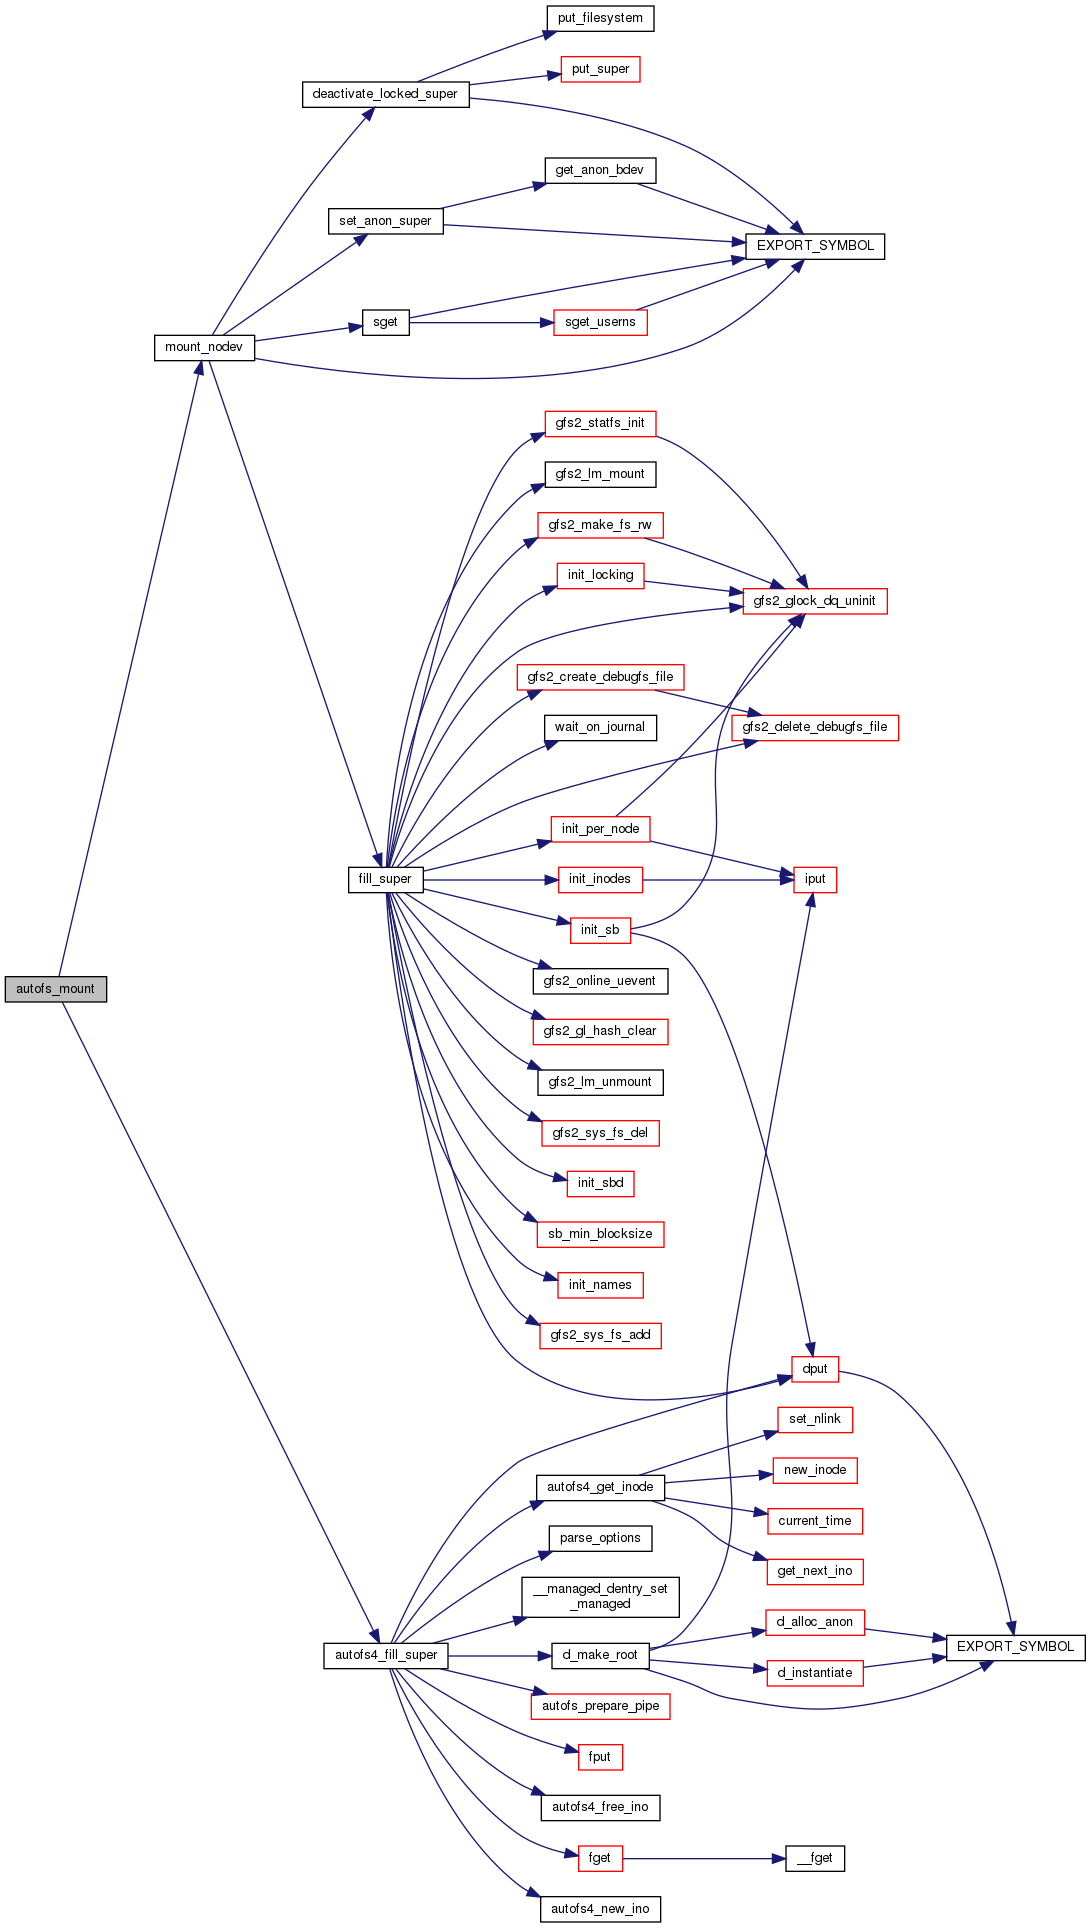 put_filesystem
put_super
deactivate_locked_super
get_anon_bdev
set_anon_super
EXPORT_SYMBOL
sget
sget_userns
mount_nodev
gfs2_statfs_init
gfs2_lm_mount
gfs2_make_fs_rw
init_locking
gfs2_glock_dq_uninit
gfs2_create_debugfs_file
wait_on_journal
gfs2_delete_debugfs_file
init_per_node
fill_super
init_inodes
iput
init_sb
gfs2_online_uevent
autofs_mount
gfs2_gl_hash_clear
gfs2_lm_unmount
gfs2_sys_fs_del
init_sbd
sb_min_blocksize
init_names
gfs2_sys_fs_add
dput
set_nlink
new_inode
autofs4_get_inode
current_time
parse_options
get_next_ino
__managed_dentry_set
_managed
d_alloc_anon
EXPORT_SYMBOL
autofs4_fill_super
d_make_root
d_instantiate
autofs_prepare_pipe
fput
autofs4_free_ino
fget
__fget
autofs4_new_ino